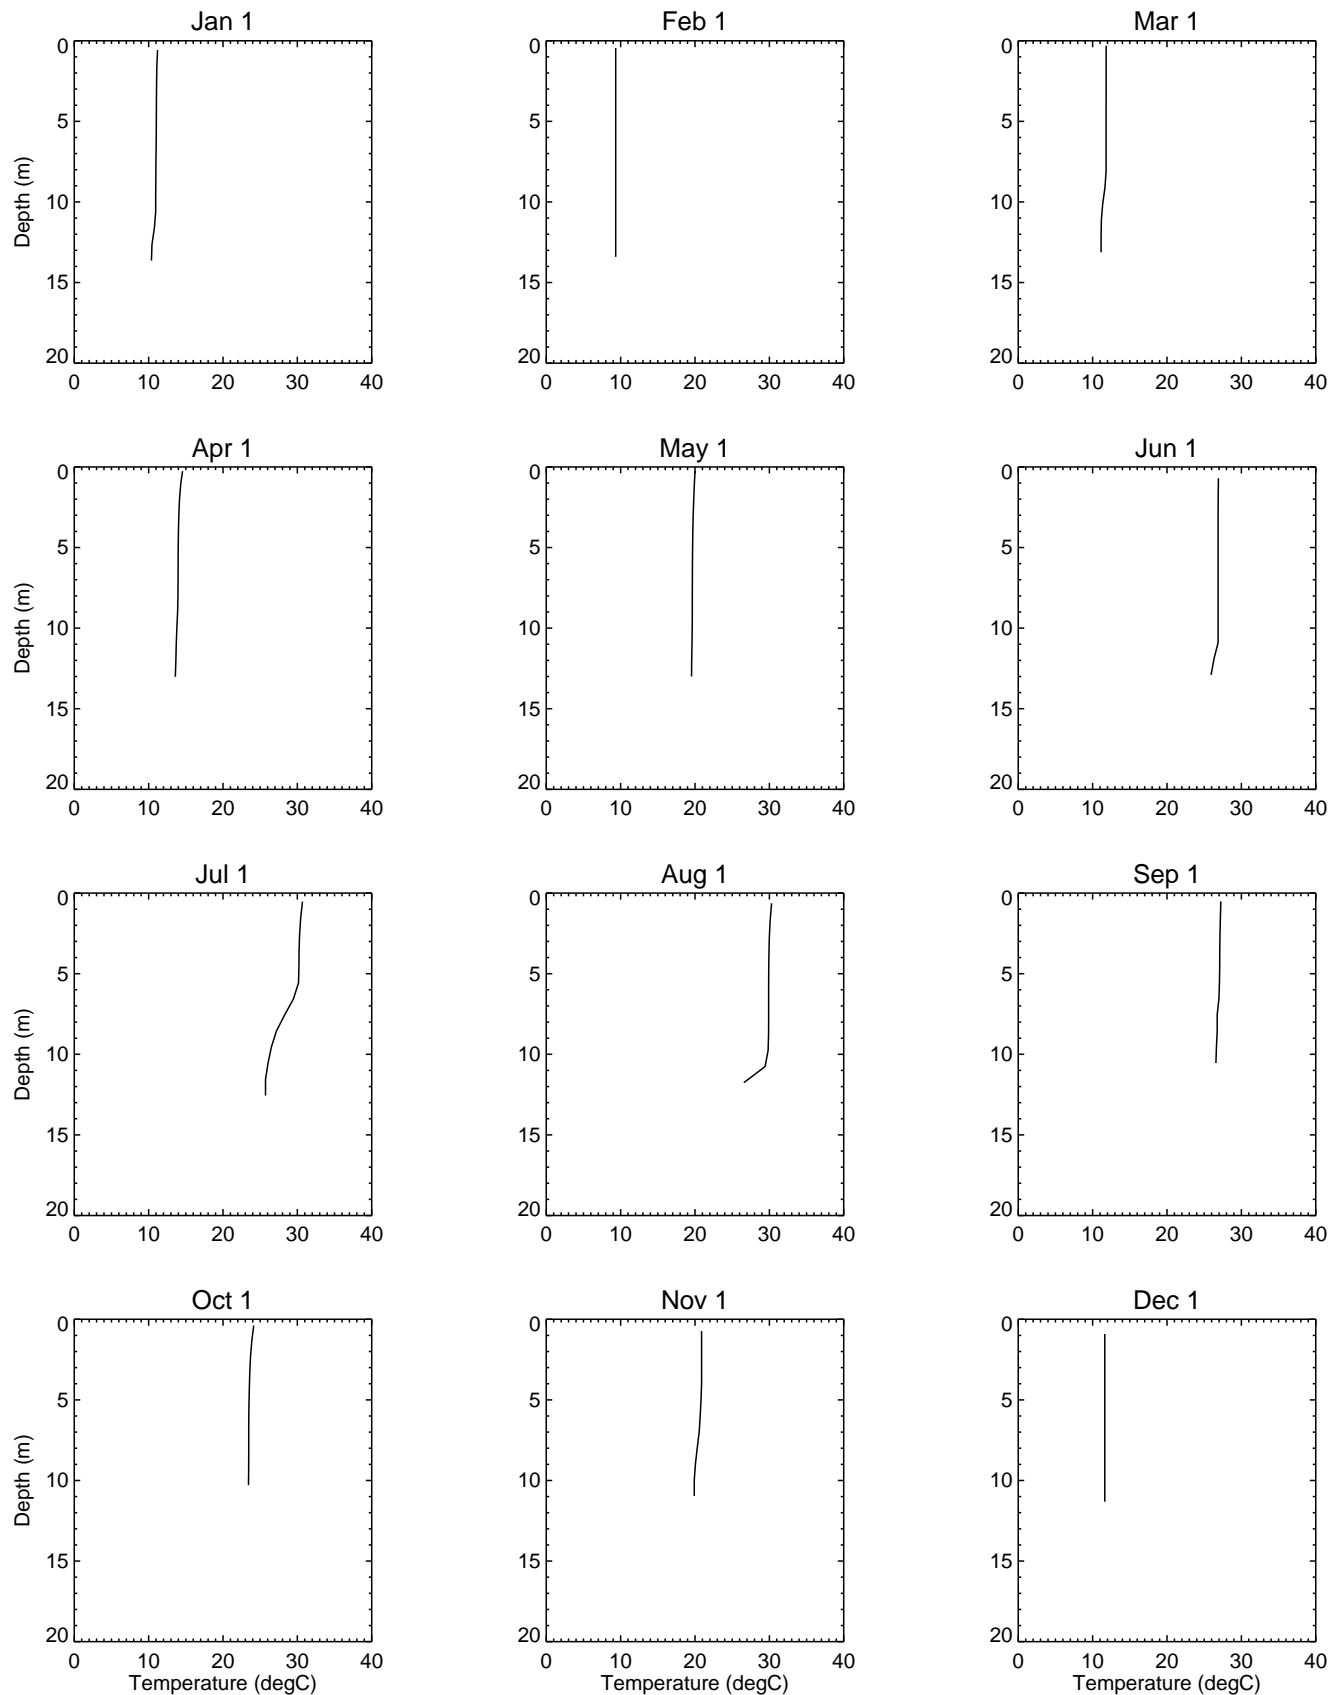 Jan 1 Feb 1 Mar 1
0 0 0
5 5 5
Depth (m)
10 10 10
15 15 15
20 20 20
0 10 20 30 40 0 10 20 30 40 0 10 20 30 40
Apr 1 May 1 Jun 1
0 0 0
5 5 5
Depth (m)
10 10 10
15 15 15
20 20 20
0 10 20 30 40 0 10 20 30 40 0 10 20 30 40
Jul 1 Aug 1 Sep 1
0 0 0
5 5 5
Depth (m)
10 10 10
15 15 15
20 20 20
0 10 20 30 40 0 10 20 30 40 0 10 20 30 40
Oct 1 Nov 1 Dec 1
0 0 0
5 5 5
Depth (m)
10 10 10
15 15 15
20 20 20
0 10 20 30 40 0 10 20 30 40 0 10 20 30 40
Temperature (degC) Temperature (degC) Temperature (degC)